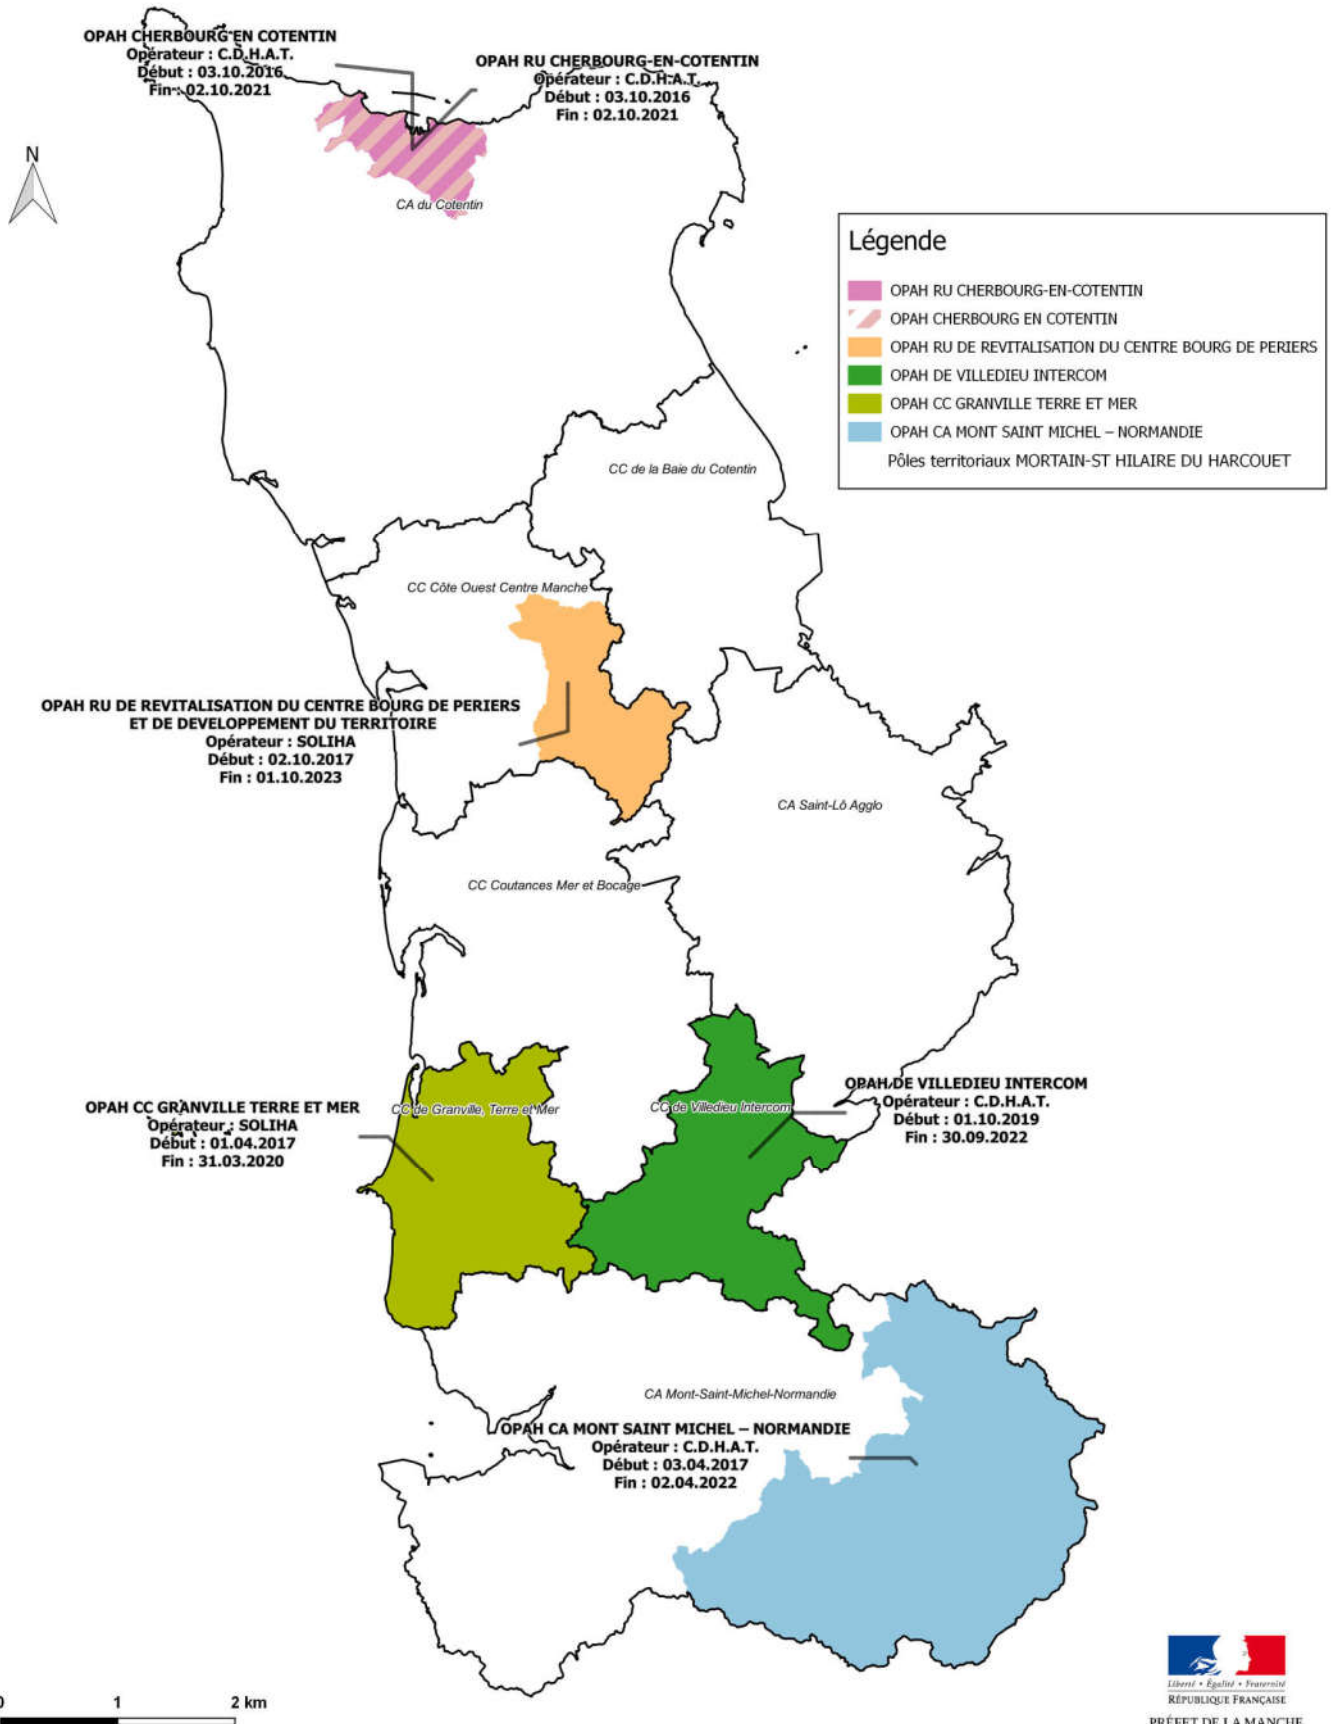 OPAH CHERBOURG EN COTENTIN
Opérateur : C.D.H.A.T.
Début : 03.10.2016
Fin : 02.10.2021
OPAH RU CHERBOURG-EN-COTENTIN
Opérateur : C.D.H.A.T.
Début : 03.10.2016
Fin : 02.10.2021
N
CA du Cotentin
Légende
OPAH RU CHERBOURG-EN-COTENTIN
OPAH CHERBOURG EN COTENTIN
OPAH RU DE REVITALISATION DU CENTRE BOURG DE PERIERS
OPAH DE VILLEDIEU INTERCOM
OPAH CC GRANVILLE TERRE ET MER
OPAH CA MONT SAINT MICHEL – NORMANDIE
Pôles territoriaux MORTAIN-ST HILAIRE DU HARCOUET
CC de la Baie du Cotentin
CC Côte Ouest Centre Manche
OPAH RU DE REVITALISATION DU CENTRE BOURG DE PERIERS
ET DE DEVELOPPEMENT DU TERRITOIRE
Opérateur : SOLIHA
Début : 02.10.2017
Fin : 01.10.2023
CA Saint-Lô Agglo
CC Coutances Mer et Bocage
OPAH CC GRANVILLE TERRE ET MER
Opérateur : SOLIHA
Début : 01.04.2017
Fin : 31.03.2020
CC de Granville, Terre et Mer
CC de Villedieu Intercom
OPAH DE VILLEDIEU INTERCOM
Opérateur : C.D.H.A.T.
Début : 01.10.2019
Fin : 30.09.2022
CA Mont-Saint-Michel-Normandie
OPAH CA MONT SAINT MICHEL – NORMANDIE
Opérateur : C.D.H.A.T.
Début : 03.04.2017
Fin : 02.04.2022
0 1 2 km
Liberté • Égalité • Fraternité
RÉPUBLIQUE FRANÇAISE
PRÉFET DE LA MANCHE